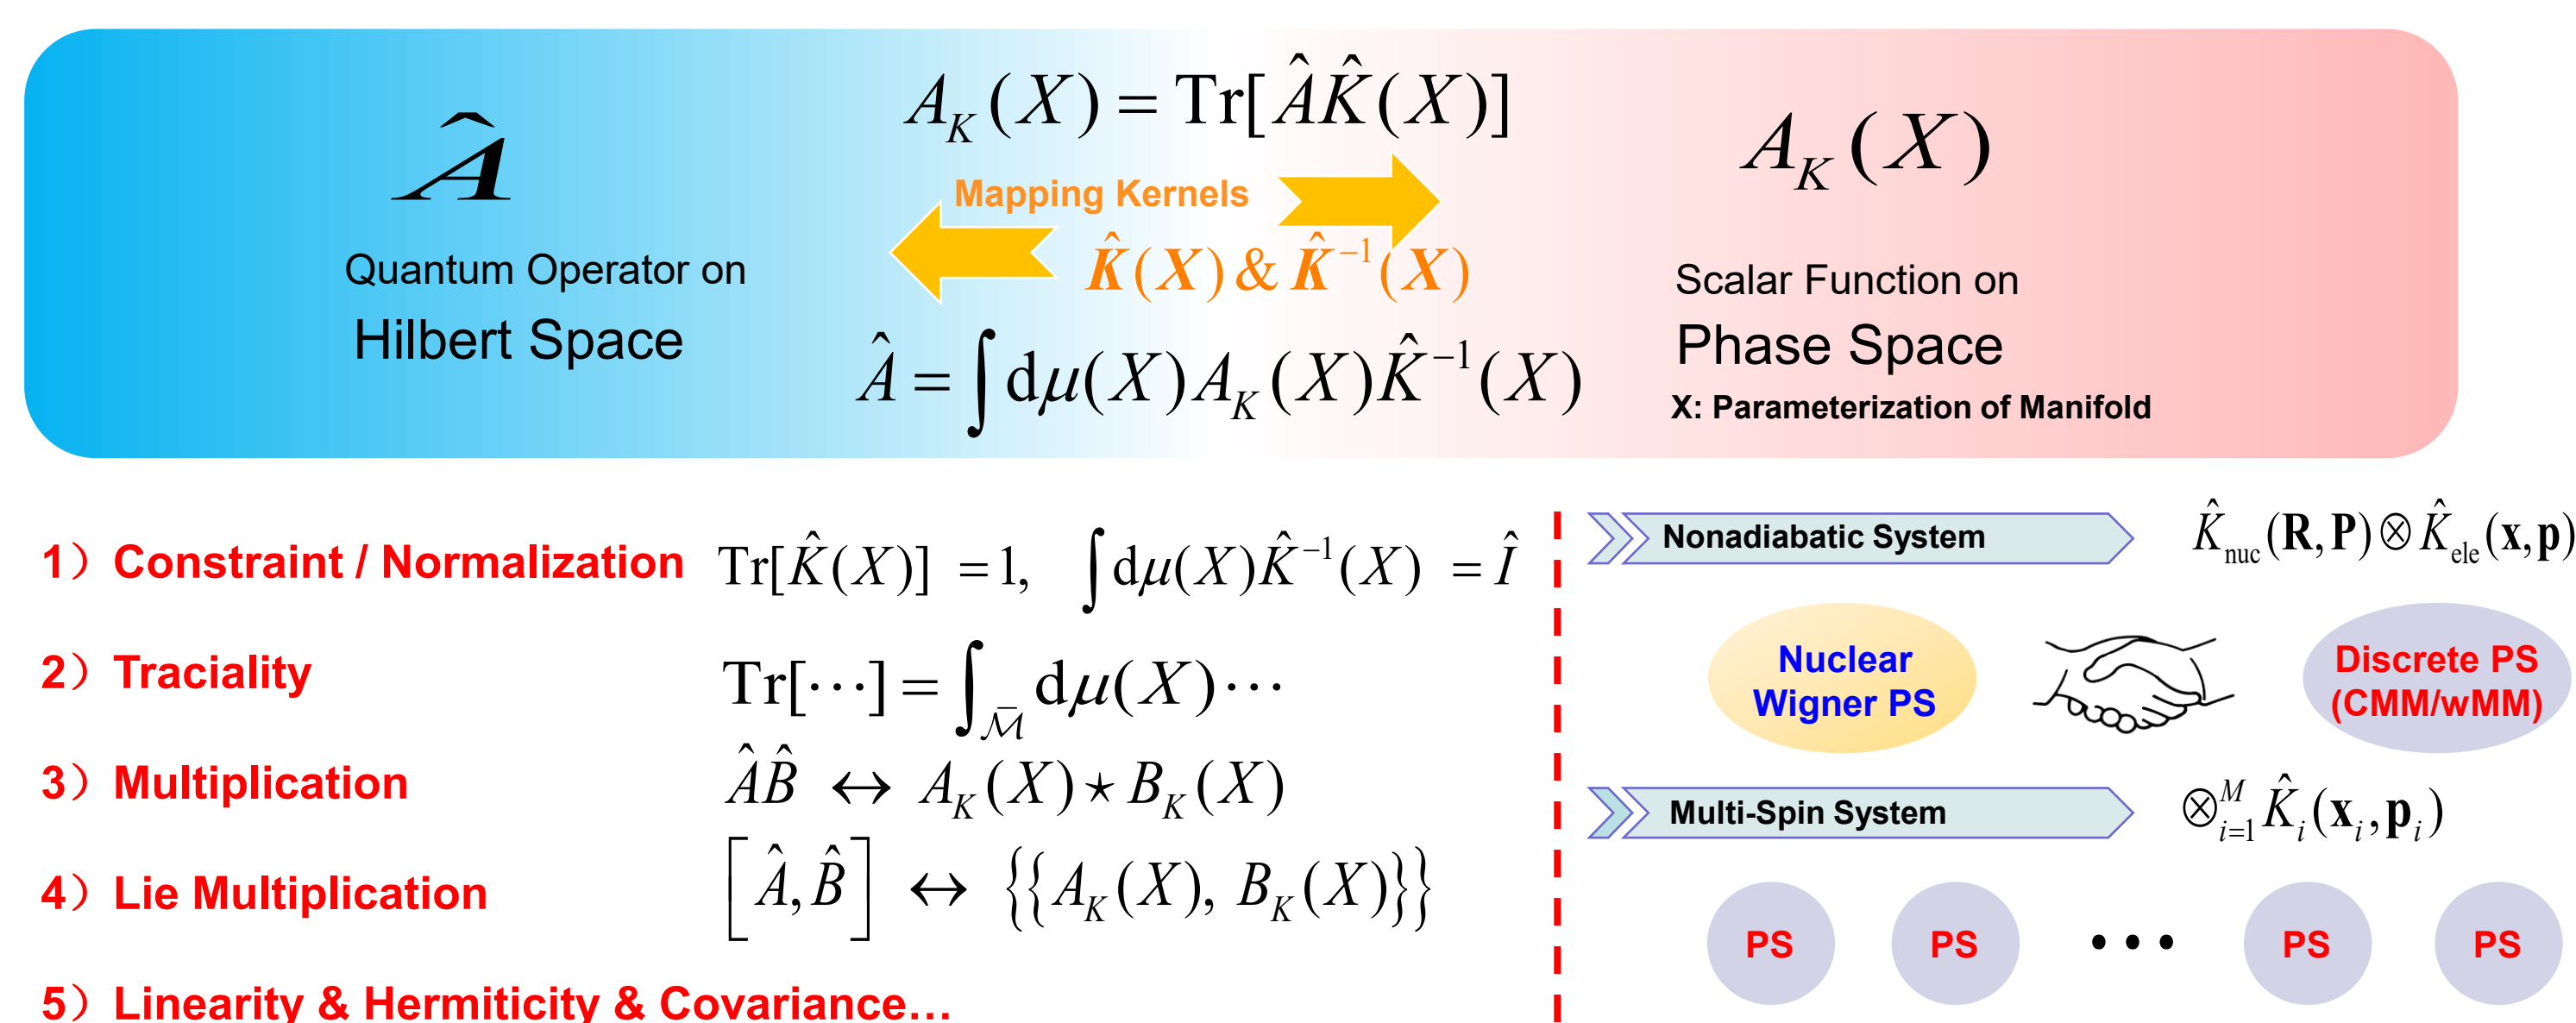 Â
Quantum Operator on
Hilbert Space
A_K(X) = Tr[ÂK̂(X)]
Mapping Kernels
K̂(X) & K̂⁻¹(X)
Â = ∫dμ(X)A_K(X)K̂⁻¹(X)
A_K(X)
Scalar Function on
Phase Space
X: Parameterization of Manifold
1）Constraint / Normalization Tr[K̂(X)] = 1, ∫dμ(X)K̂⁻¹(X) = Î
2）Traciality Tr[⋯] = ∫_ℳ̄ dμ(X)⋯
3）Multiplication ÂB̂ ↔ A_K(X) ⋆ B_K(X)
4）Lie Multiplication [Â, B̂] ↔ {{A_K(X), B_K(X)}}
5）Linearity & Hermiticity & Covariance…
Nonadiabatic System K̂_nuc(R, P) ⊗ K̂_ele(x, p)
Nuclear
Wigner PS
Discrete PS
(CMM/wMM)
Multi-Spin System ⊗_{i=1}^M K̂_i(x_i, p_i)
PS PS ⋯ PS PS